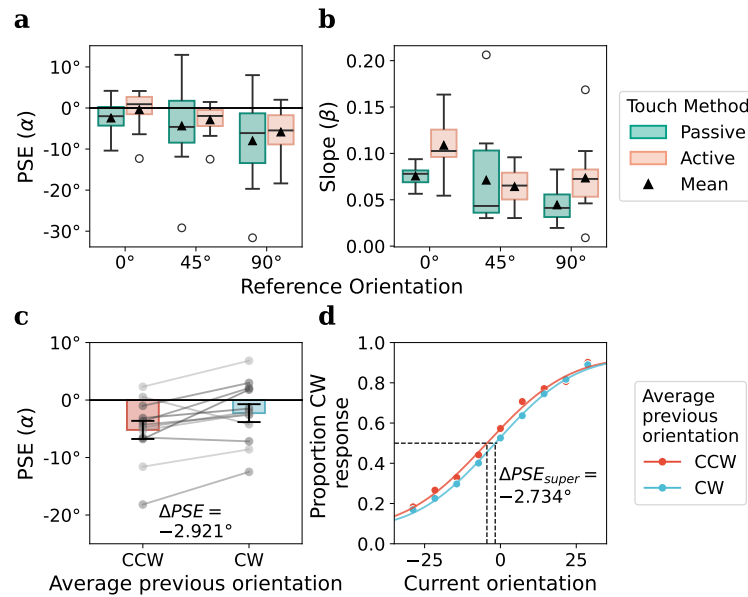 a
b
10°
0°
−10°
−20°
−30°
PSE (α)
0°
45°
90°
0.20
0.15
0.10
0.05
0.00
Slope (β)
0°
45°
90°
Reference Orientation
Touch Method
Passive
Active
Mean
c
d
10°
0°
−10°
−20°
PSE (α)
ΔPSE =
−2.921°
CCW
CW
Average previous orientation
1.0
0.8
0.6
0.4
0.2
0.0
Proportion CW
response
ΔPSEsuper =
−2.734°
−25
0
25
Current orientation
Average
previous
orientation
CCW
CW